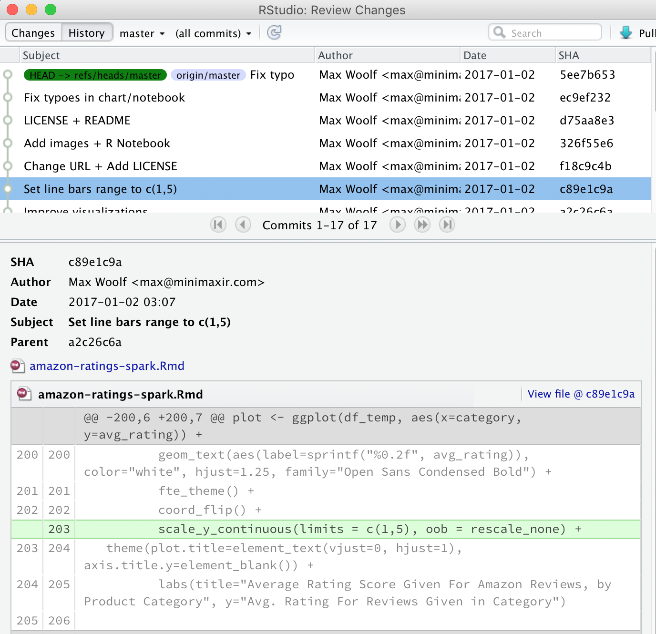 RStudio: Review Changes
Changes History master (all commits) Search Pull
Subject Author Date SHA
HEAD -> refs/heads/master origin/master Fix typo Max Woolf <max@minima 2017-01-02 5ee7b653
Fix typoes in chart/notebook Max Woolf <max@minima 2017-01-02 ec9ef232
LICENSE + README Max Woolf <max@minima 2017-01-02 d75aa8e3
Add images + R Notebook Max Woolf <max@minima 2017-01-02 326f55e6
Change URL + Add LICENSE Max Woolf <max@minima 2017-01-02 f18c9c4b
Set line bars range to c(1,5) Max Woolf <max@minima 2017-01-02 c89e1c9a
Improve visualizations Max Woolf <max@minima 2017-01-02 a2c26c6a
Commits 1-17 of 17
SHA c89e1c9a
Author Max Woolf <max@minimaxir.com>
Date 2017-01-02 03:07
Subject Set line bars range to c(1,5)
Parent a2c26c6a
amazon-ratings-spark.Rmd
amazon-ratings-spark.Rmd View file @ c89e1c9a
@@ -200,6 +200,7 @@ plot <- ggplot(df_temp, aes(x=category,
y=avg_rating)) +
200 200 geom_text(aes(label=sprintf("%0.2f", avg_rating)),
color="white", hjust=1.25, family="Open Sans Condensed Bold") +
201 201 fte_theme() +
202 202 coord_flip() +
203 scale_y_continuous(limits = c(1,5), oob = rescale_none) +
203 204 theme(plot.title=element_text(vjust=0, hjust=1),
axis.title.y=element_blank()) +
204 205 labs(title="Average Rating Score Given For Amazon Reviews, by
Product Category", y="Avg. Rating For Reviews Given in Category")
205 206